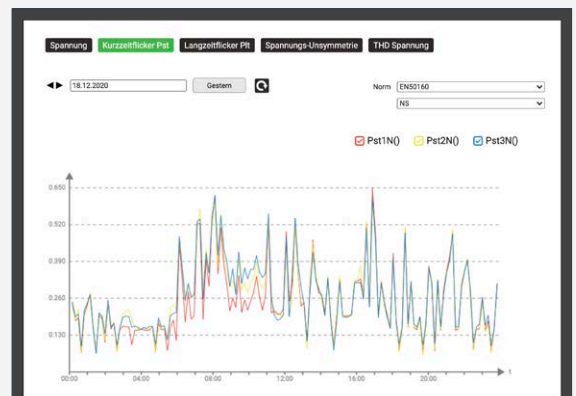 Spannung Kurzzeitflicker Pst Langzeitflicker Plt Spannungs-Unsymmetrie THD Spannung
18.12.2020 Gestern Norm EN50160
NS
Pst1N() Pst2N() Pst3N()
0.650
0.520
0.390
0.260
0.130
00:00 04:00 08:00 12:00 16:00 20:00 t